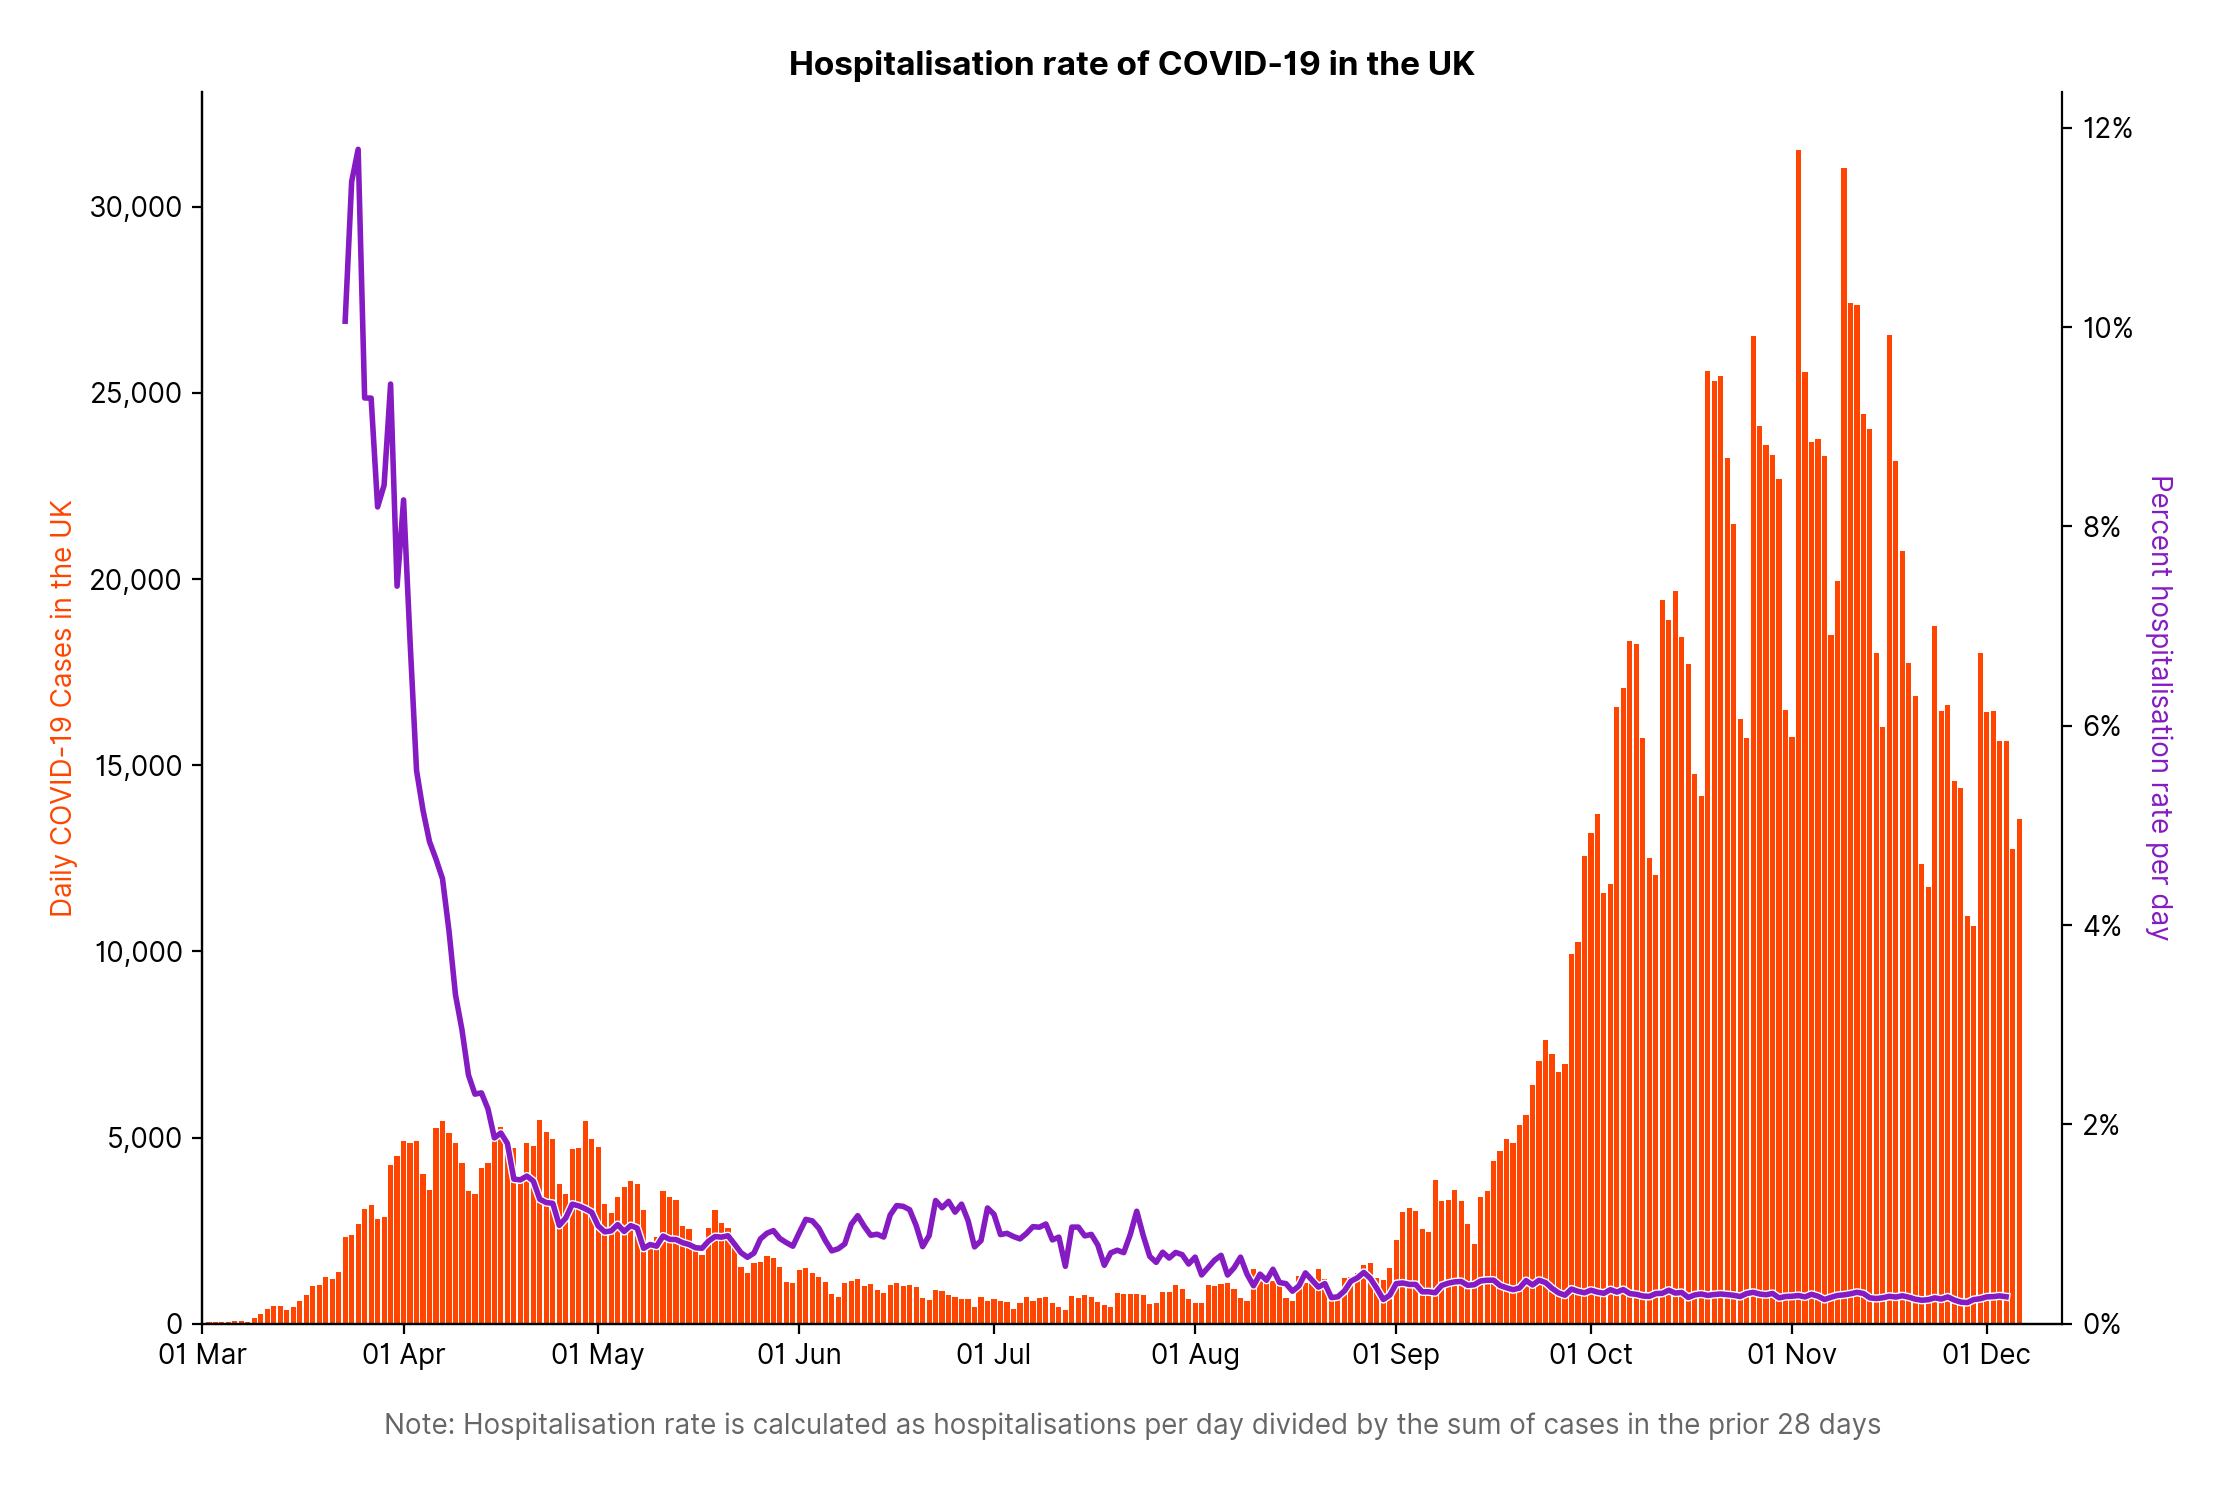 Hospitalisation rate of COVID-19 in the UK
Daily COVID-19 Cases in the UK
30,000
25,000
20,000
15,000
10,000
5,000
0
12%
10%
8%
6%
4%
2%
0%
Percent hospitalisation rate per day
01 Mar
01 Apr
01 May
01 Jun
01 Jul
01 Aug
01 Sep
01 Oct
01 Nov
01 Dec
Note: Hospitalisation rate is calculated as hospitalisations per day divided by the sum of cases in the prior 28 days